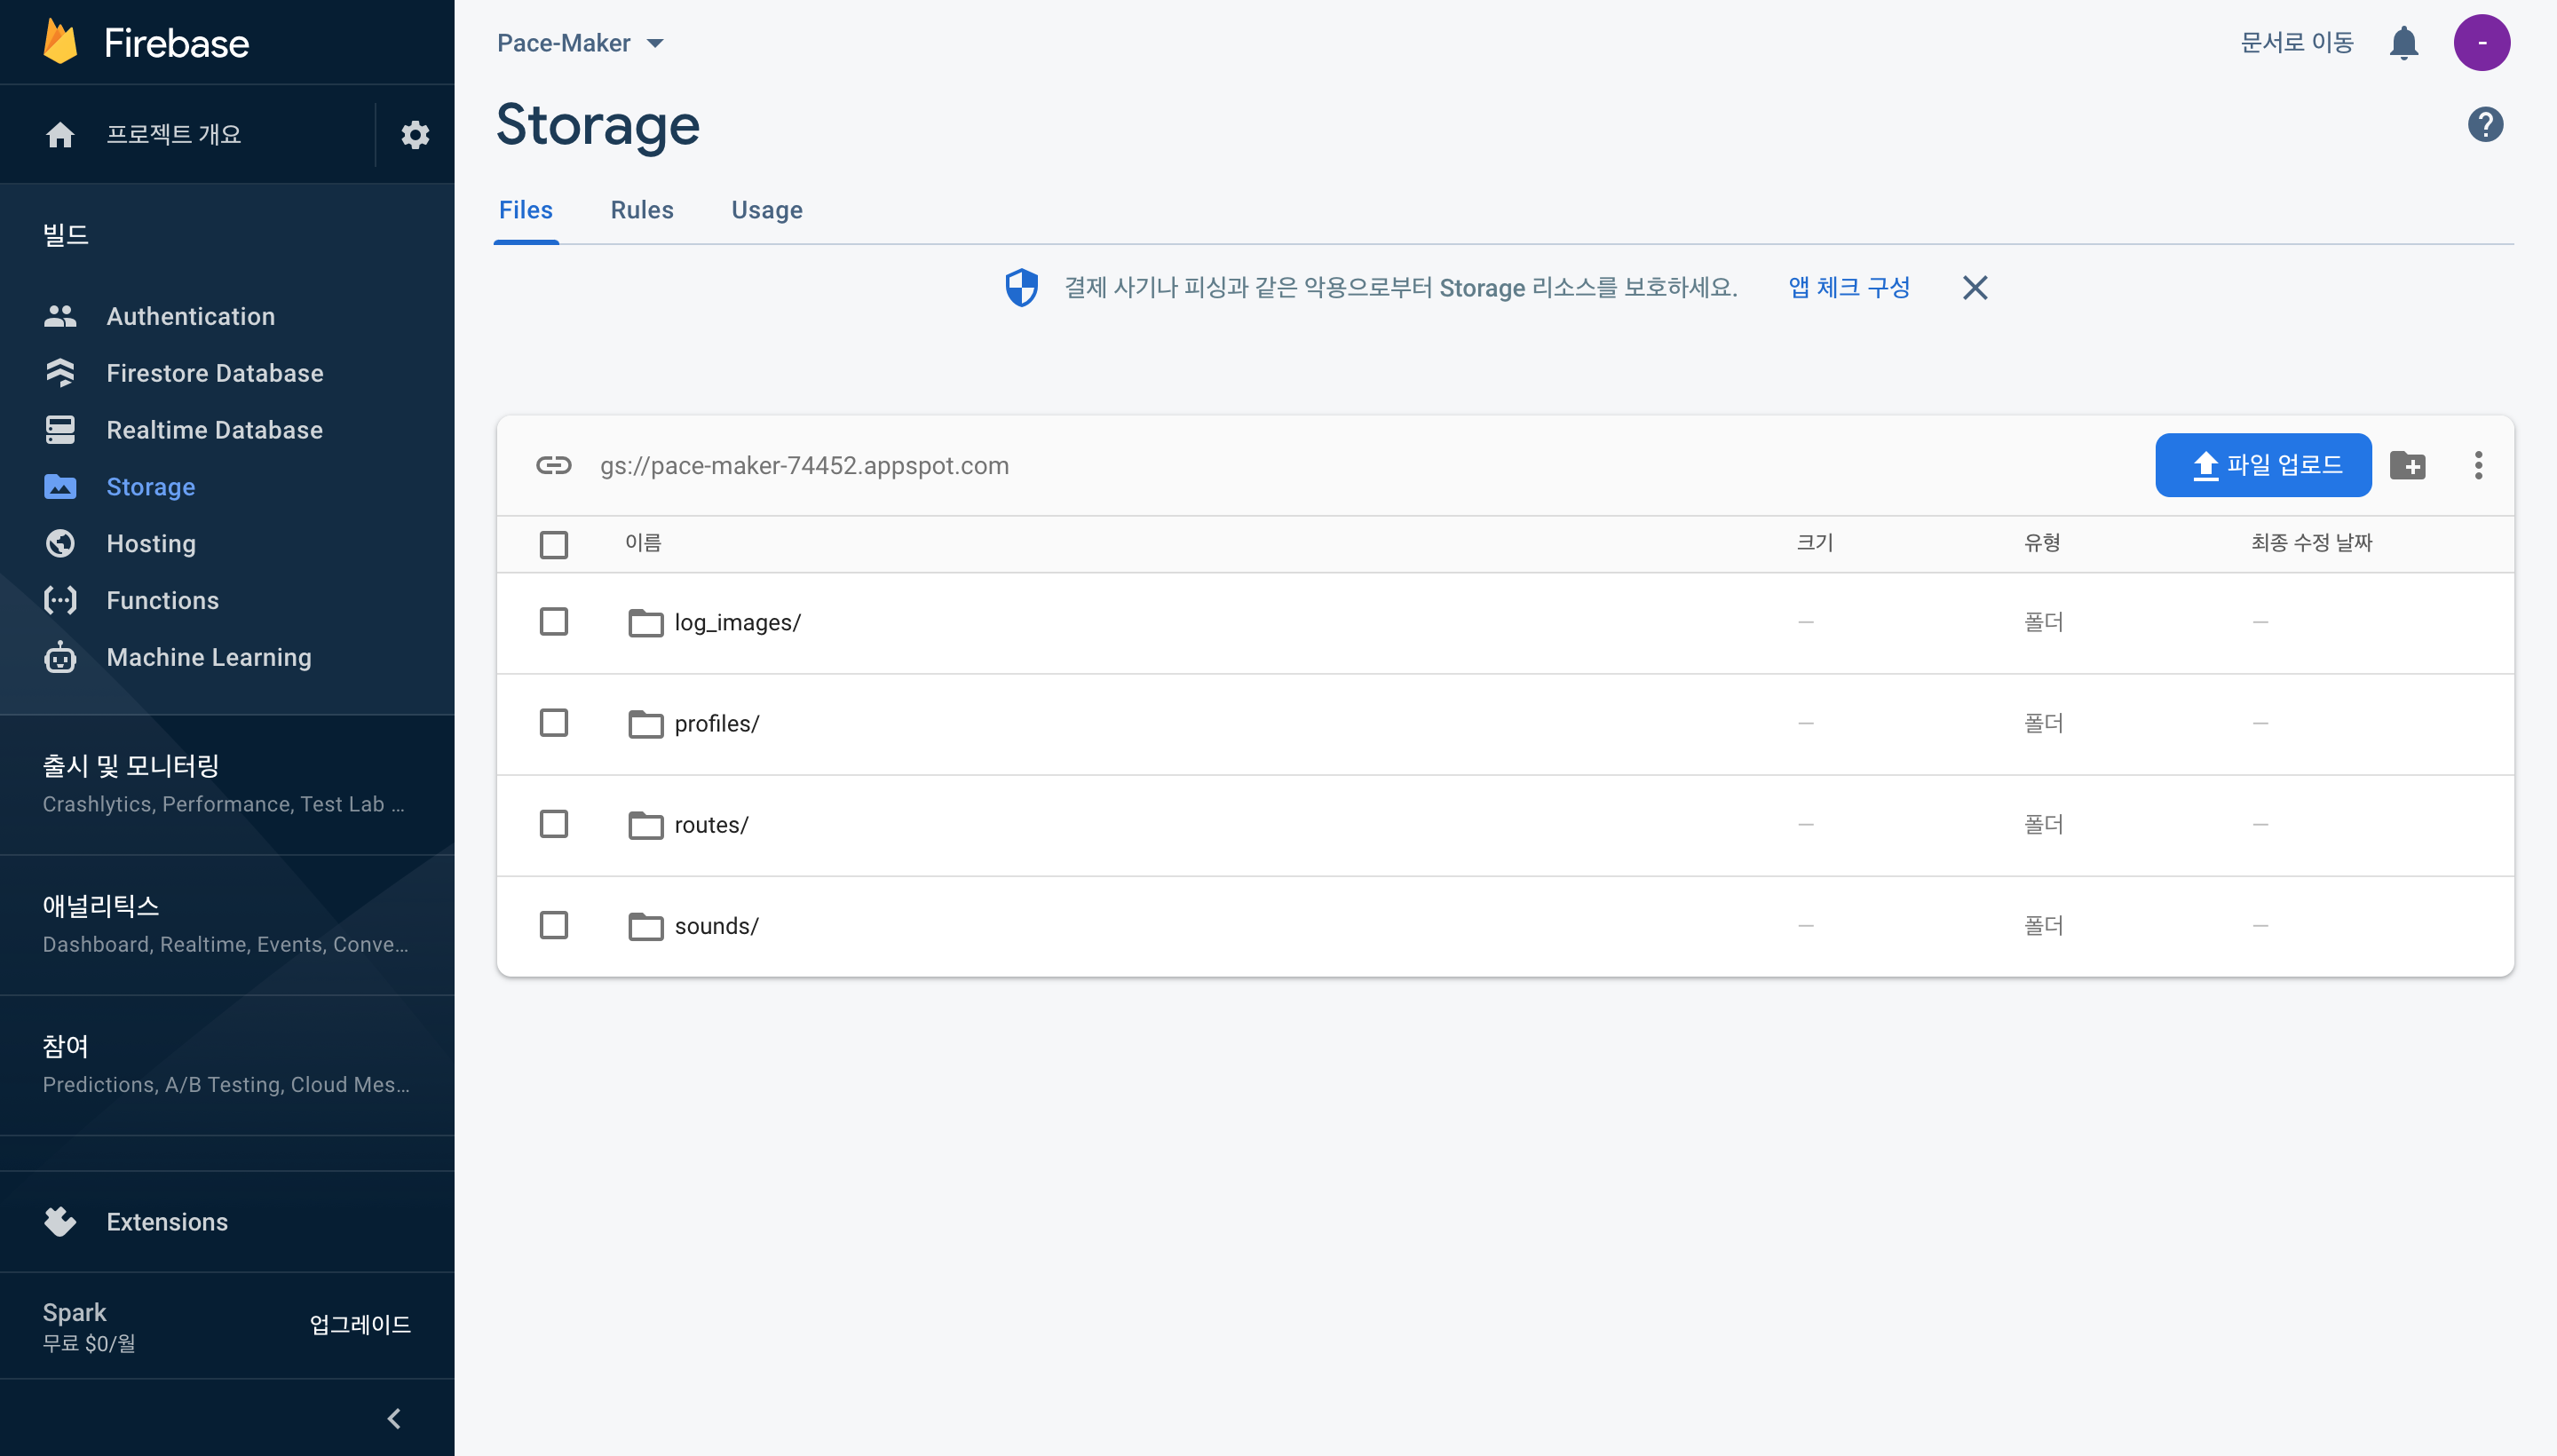 Firebase
프로젝트 개요
빌드
Authentication
Firestore Database
Realtime Database
Storage
Hosting
Functions
Machine Learning
출시 및 모니터링
Crashlytics, Performance, Test Lab ...
애널리틱스
Dashboard, Realtime, Events, Conve...
참여
Predictions, A/B Testing, Cloud Mes...
Extensions
Spark
무료 $0/월
업그레이드
Pace-Maker
문서로 이동
-
Storage
Files Rules Usage
결제 사기나 피싱과 같은 악용으로부터 Storage 리소스를 보호하세요. 앱 체크 구성
gs://pace-maker-74452.appspot.com
파일 업로드
이름 크기 유형 최종 수정 날짜
log_images/ — 폴더 —
profiles/ — 폴더 —
routes/ — 폴더 —
sounds/ — 폴더 —